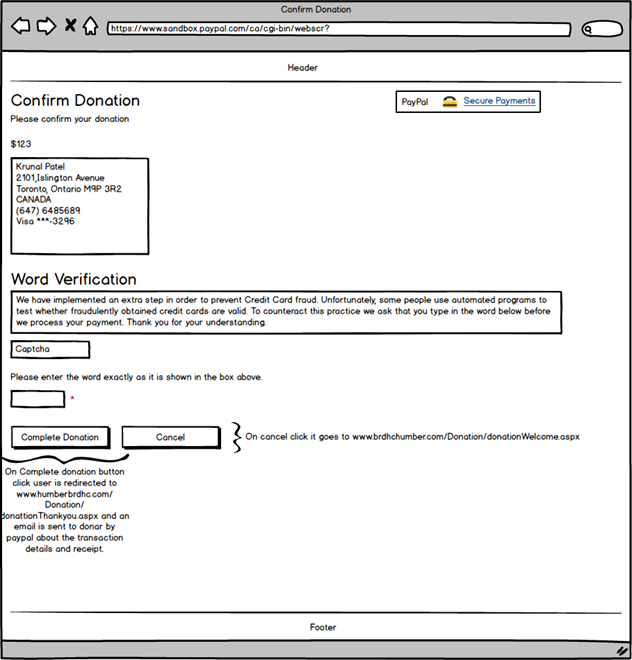 Confirm Donation
https://www.sandbox.paypal.com/ca/cgi-bin/webscr?
Header
Confirm Donation
PayPal Secure Payments
Please confirm your donation
$123
Krunal Patel
2101,Islington Avenue
Toronto, Ontario M9P 3R2
CANADA
(647) 6485689
Visa ***-3296
Word Verification
We have implemented an extra step in order to prevent Credit Card fraud. Unfortunately, some people use automated programs to
test whether fraudulently obtained credit cards are valid. To counteract this practice we ask that you type in the word below before
we process your payment. Thank you for your understanding.
Captcha
Please enter the word exactly as it is shown in the box above.
*
Complete Donation Cancel
On cancel click it goes to www.brdhchumber.com/Donation/donationWelcome.aspx
On Complete donation button
click user is redirected to
www.humberbrdhc.com/
Donation/
donattionThankyou.aspx and an
email is sent to donar by
paypal about the transaction
details and receipt.
Footer